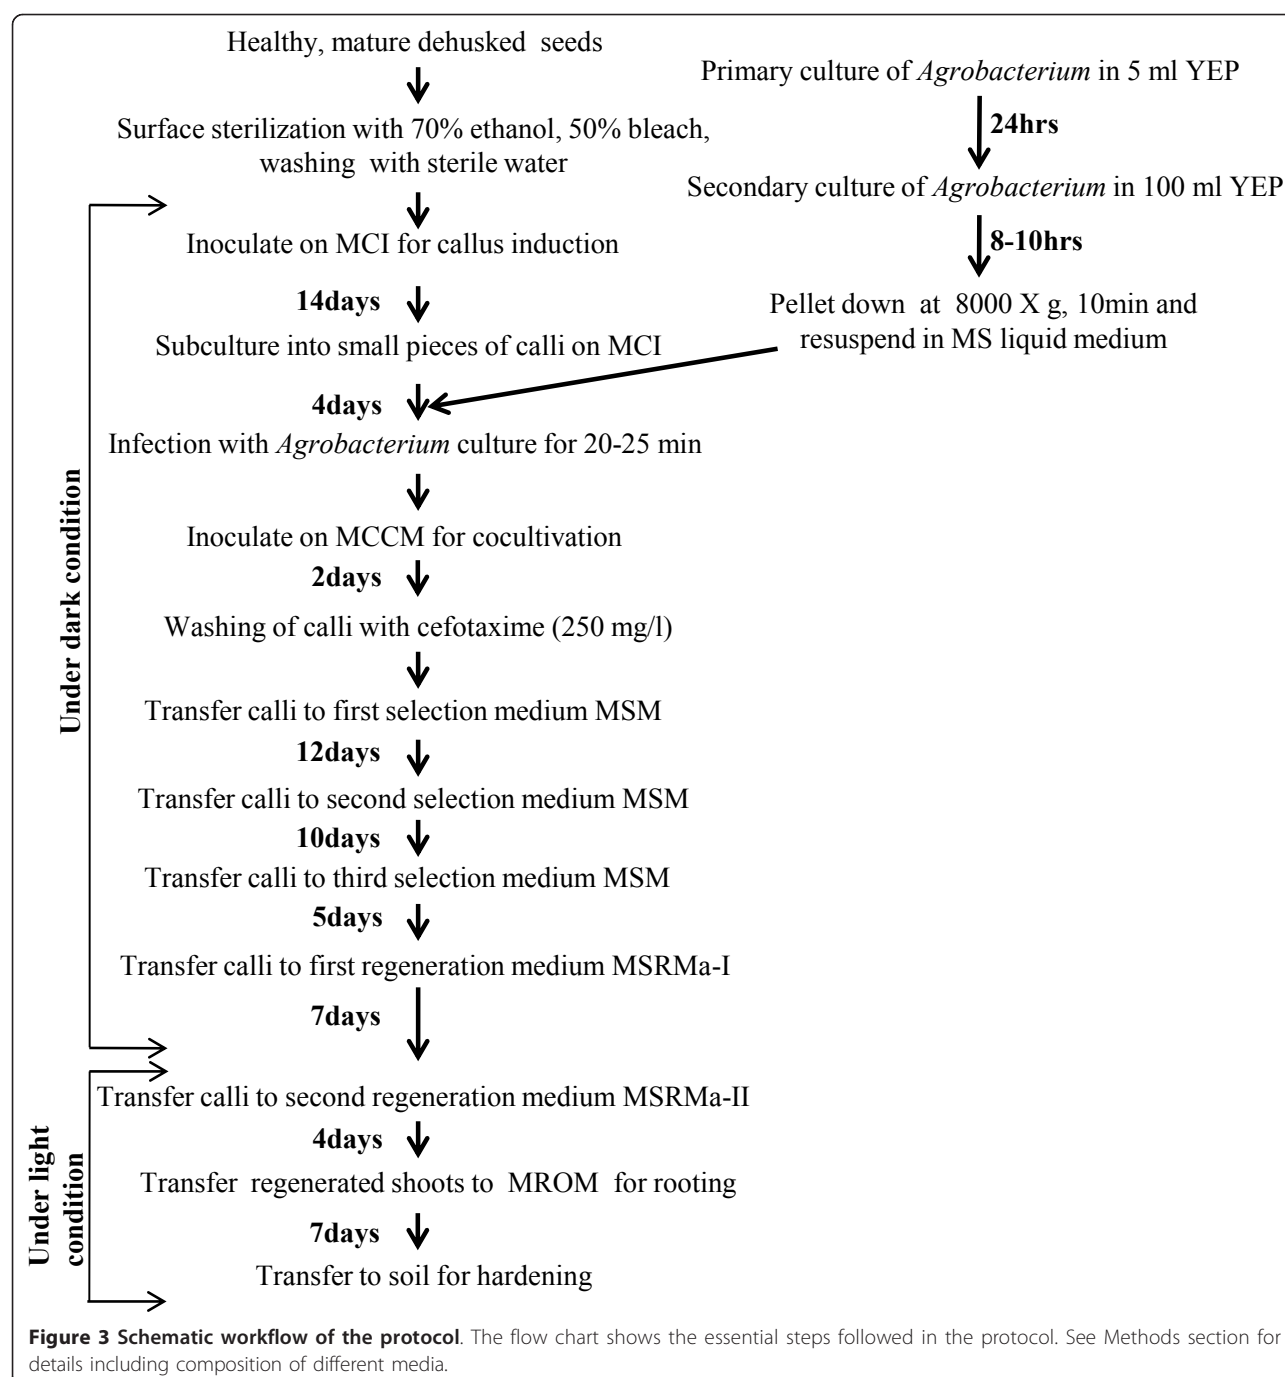 Healthy, mature dehusked seeds
Surface sterilization with 70% ethanol, 50% bleach,
washing with sterile water
Inoculate on MCI for callus induction
14days
Subculture into small pieces of calli on MCI
4days
Infection with Agrobacterium culture for 20-25 min
Inoculate on MCCM for cocultivation
2days
Washing of calli with cefotaxime (250 mg/l)
Transfer calli to first selection medium MSM
12days
Transfer calli to second selection medium MSM
10days
Transfer calli to third selection medium MSM
5days
Transfer calli to first regeneration medium MSRMa-I
7days
Transfer calli to second regeneration medium MSRMa-II
4days
Transfer regenerated shoots to MROM for rooting
7days
Transfer to soil for hardening
Primary culture of Agrobacterium in 5 ml YEP
24hrs
Secondary culture of Agrobacterium in 100 ml YEP
8-10hrs
Pellet down at 8000 X g, 10min and
resuspend in MS liquid medium
Under dark condition
Under light
condition
Figure 3 Schematic workflow of the protocol. The flow chart shows the essential steps followed in the protocol. See Methods section for
details including composition of different media.